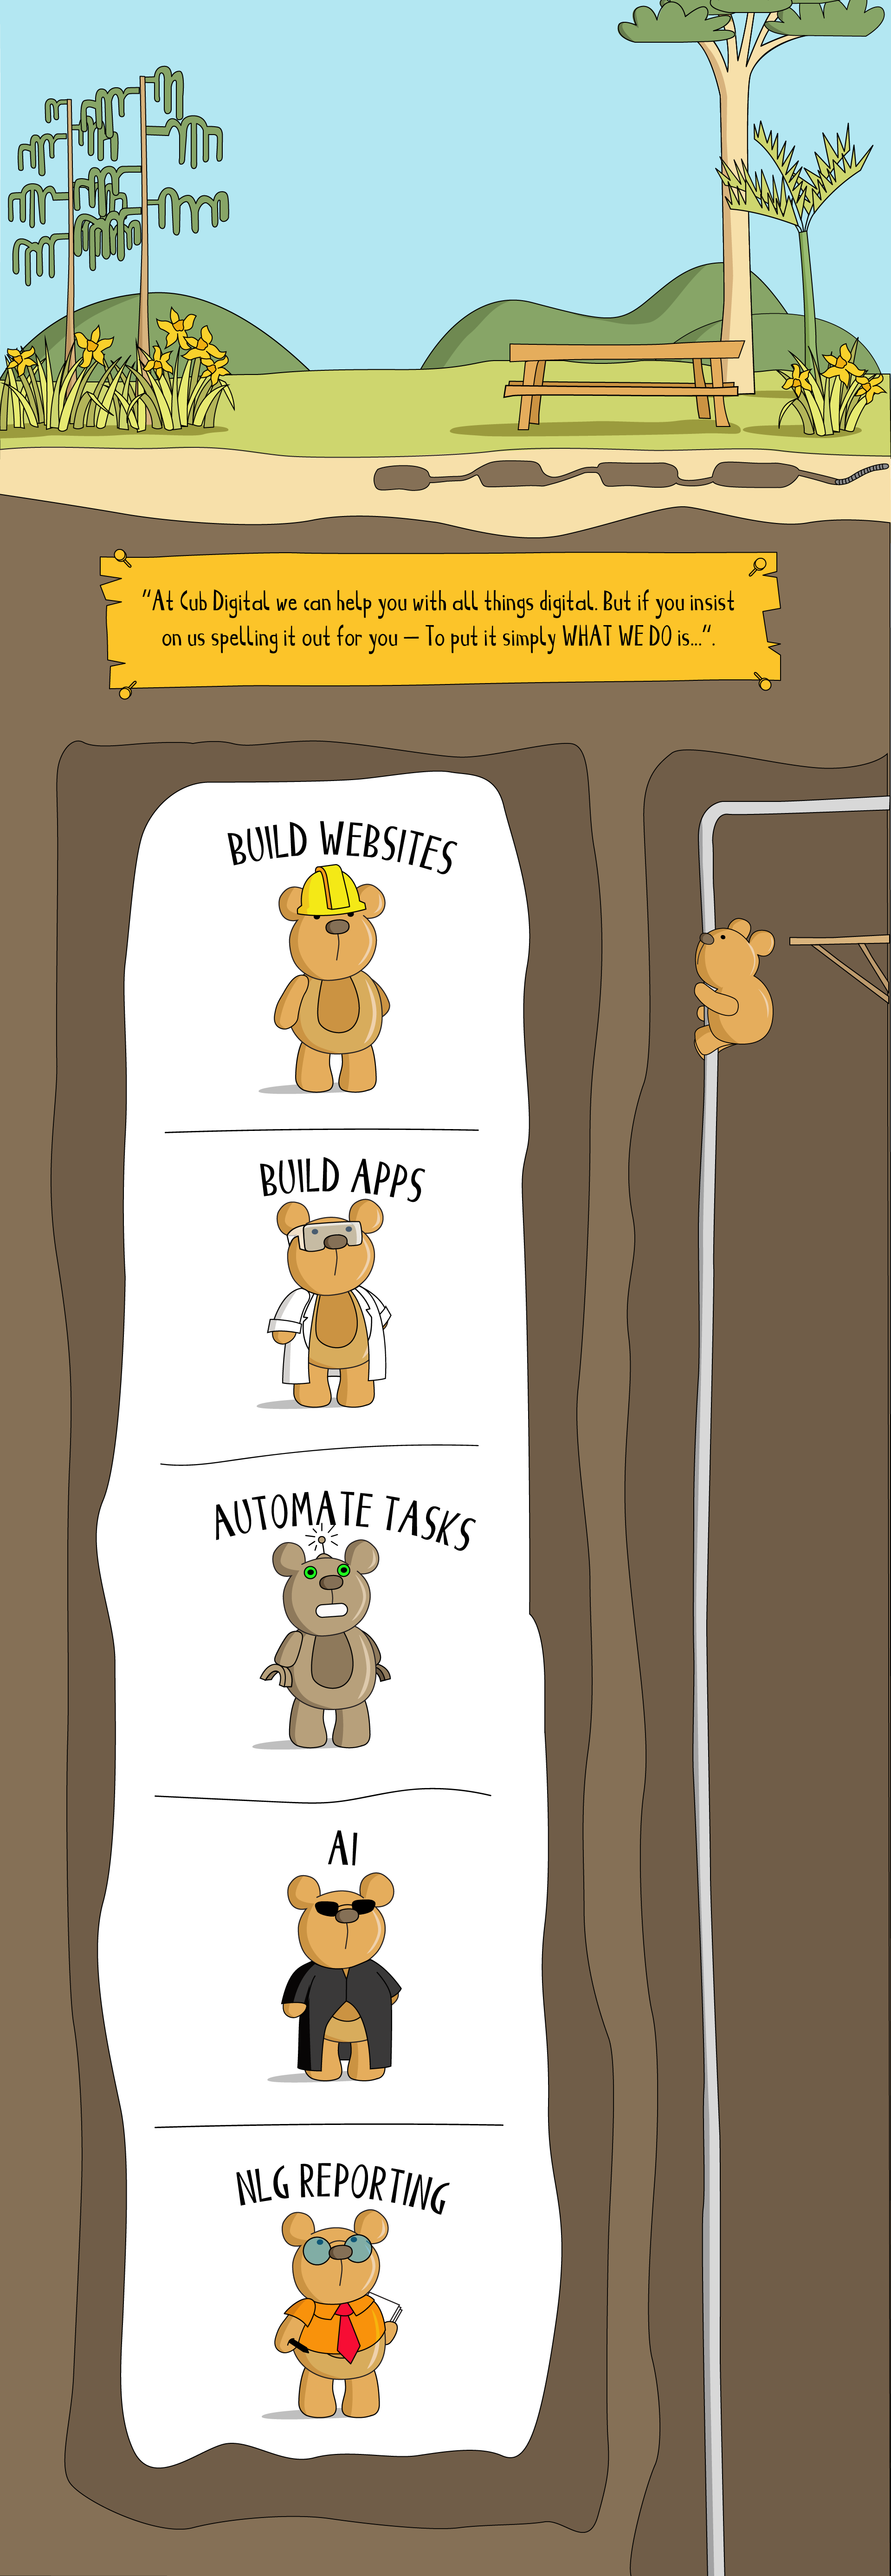 “At Cub Digital we can help you with all things digital. But if you insist
on us spelling it out for you – To put it simply WHAT WE DO is...”.
BUILD WEBSITES
BUILD APPS
AUTOMATE TASKS
AI
NLG REPORTING